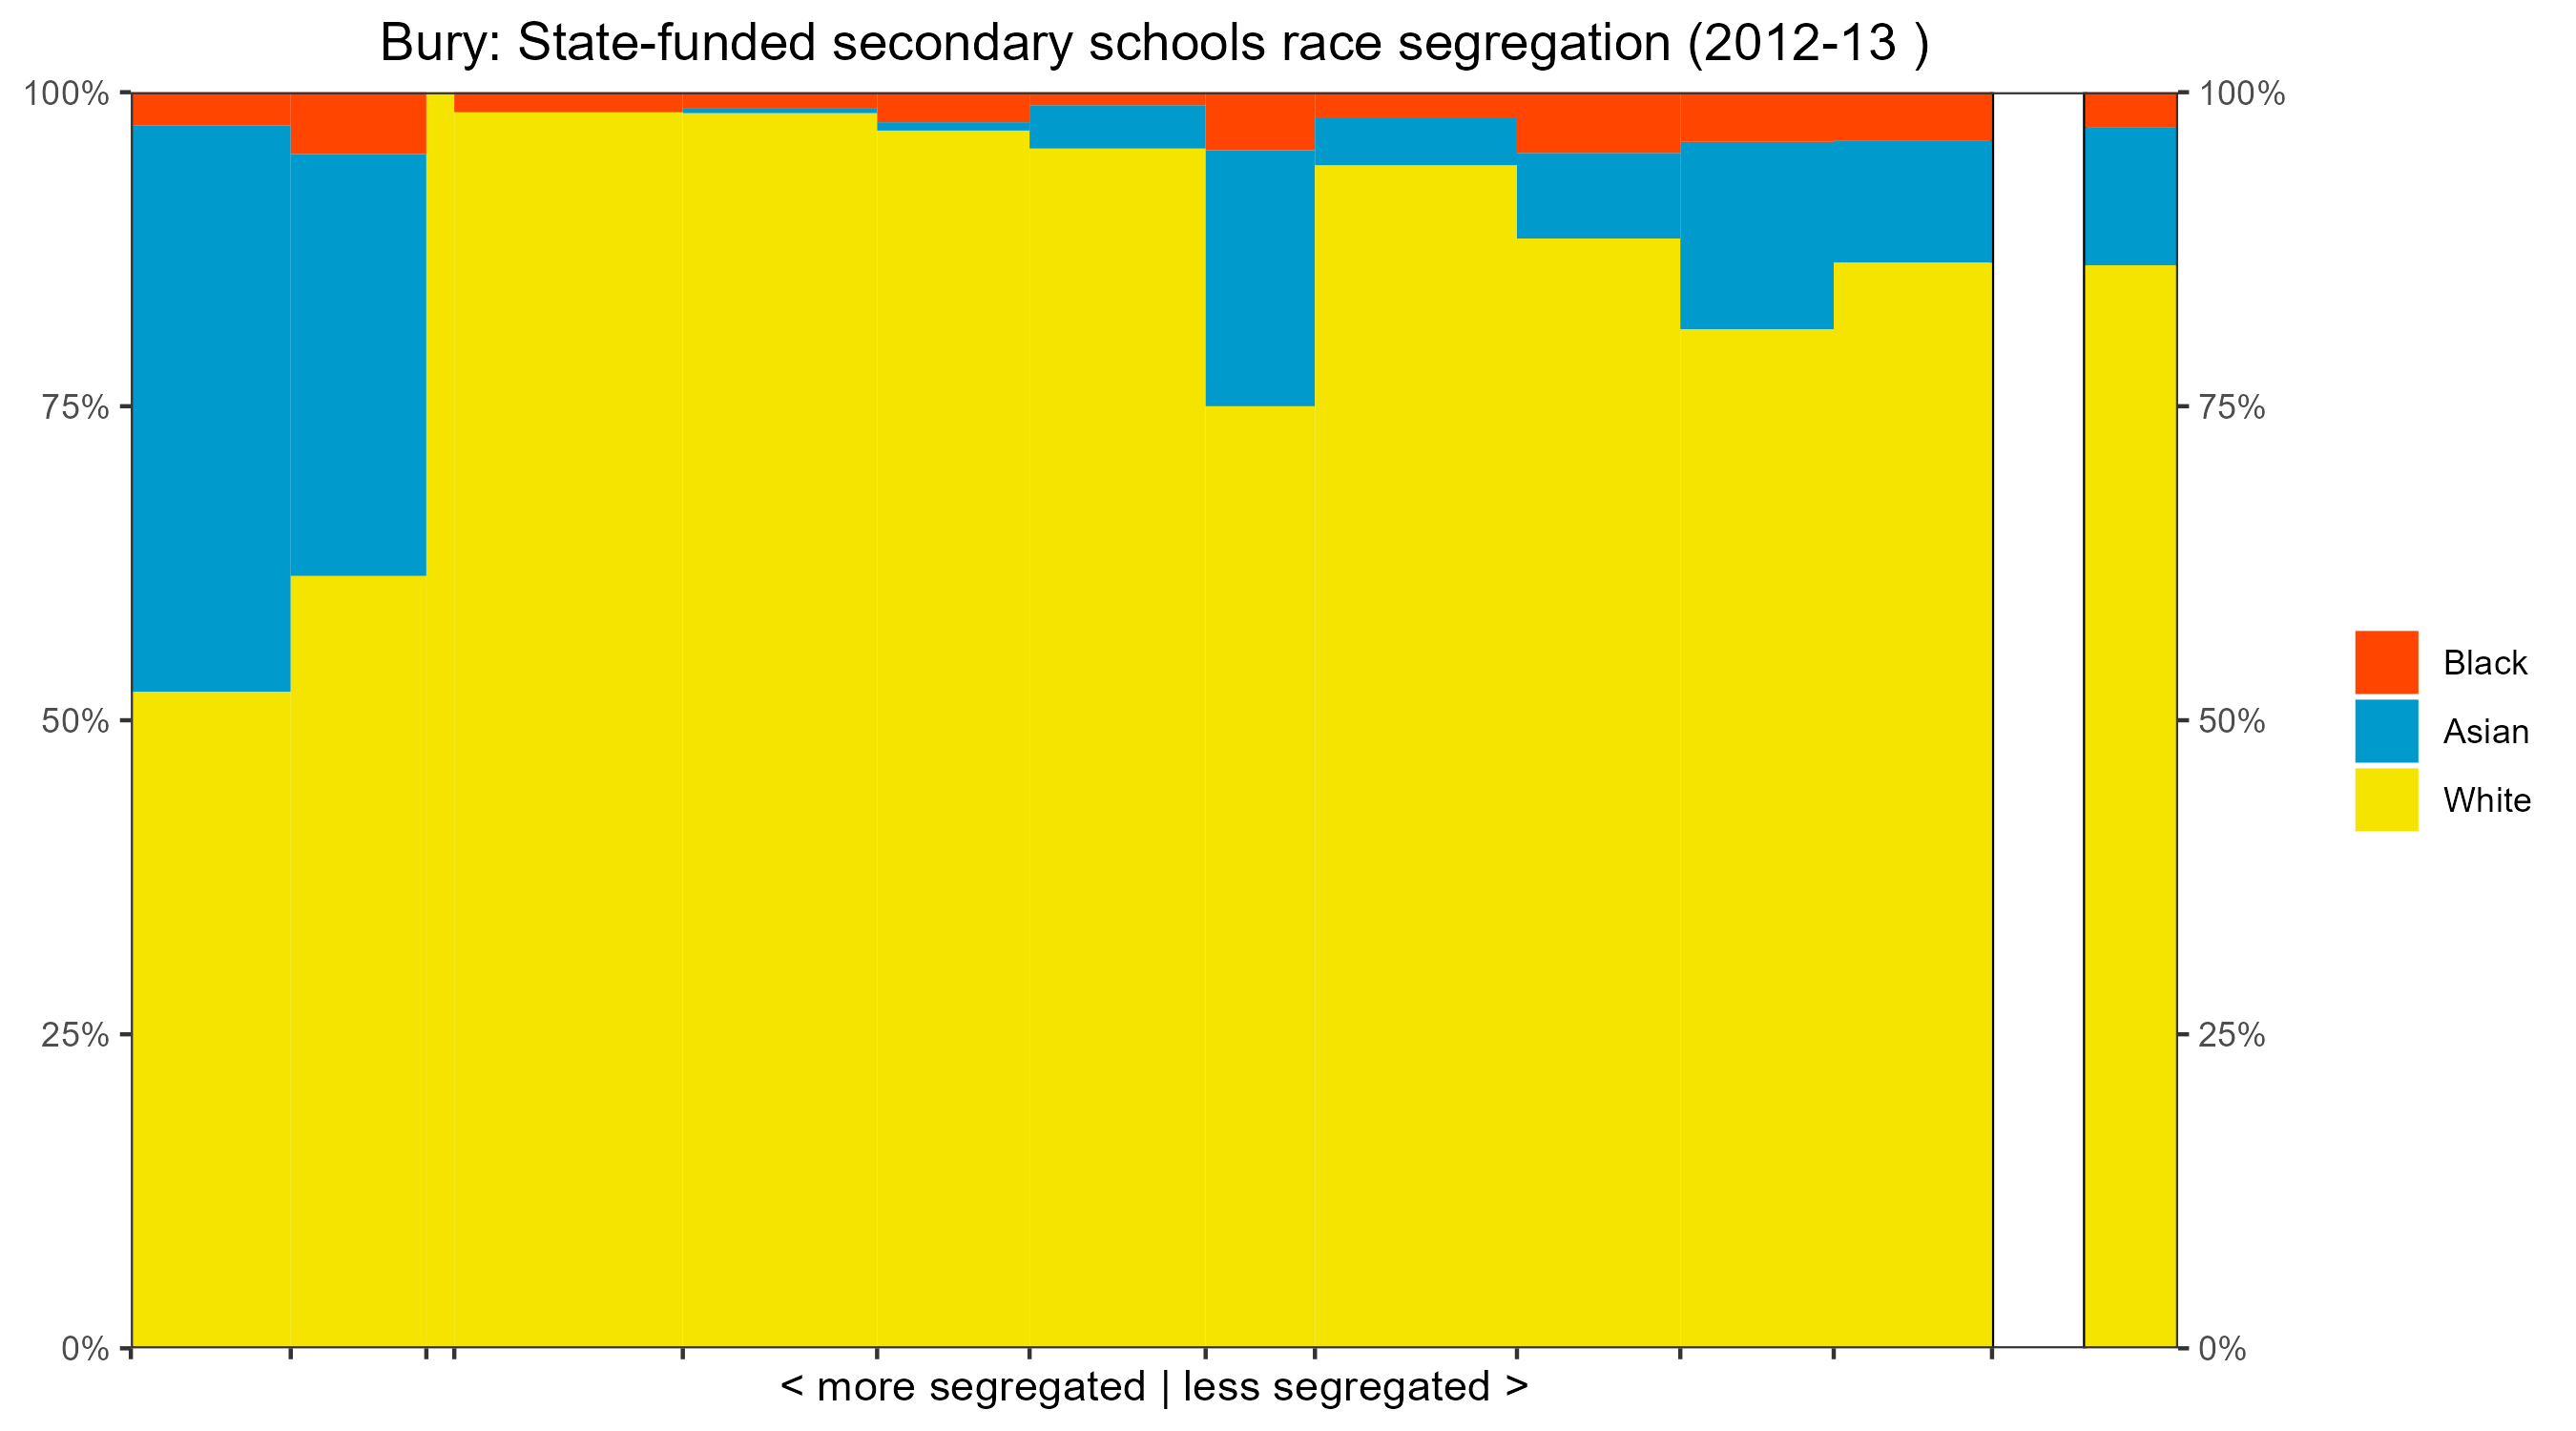 Bury: State-funded secondary schools race segregation (2012-13 )
100%
75%
50%
25%
0%
100%
75%
50%
25%
0%
Black
Asian
White
< more segregated | less segregated >